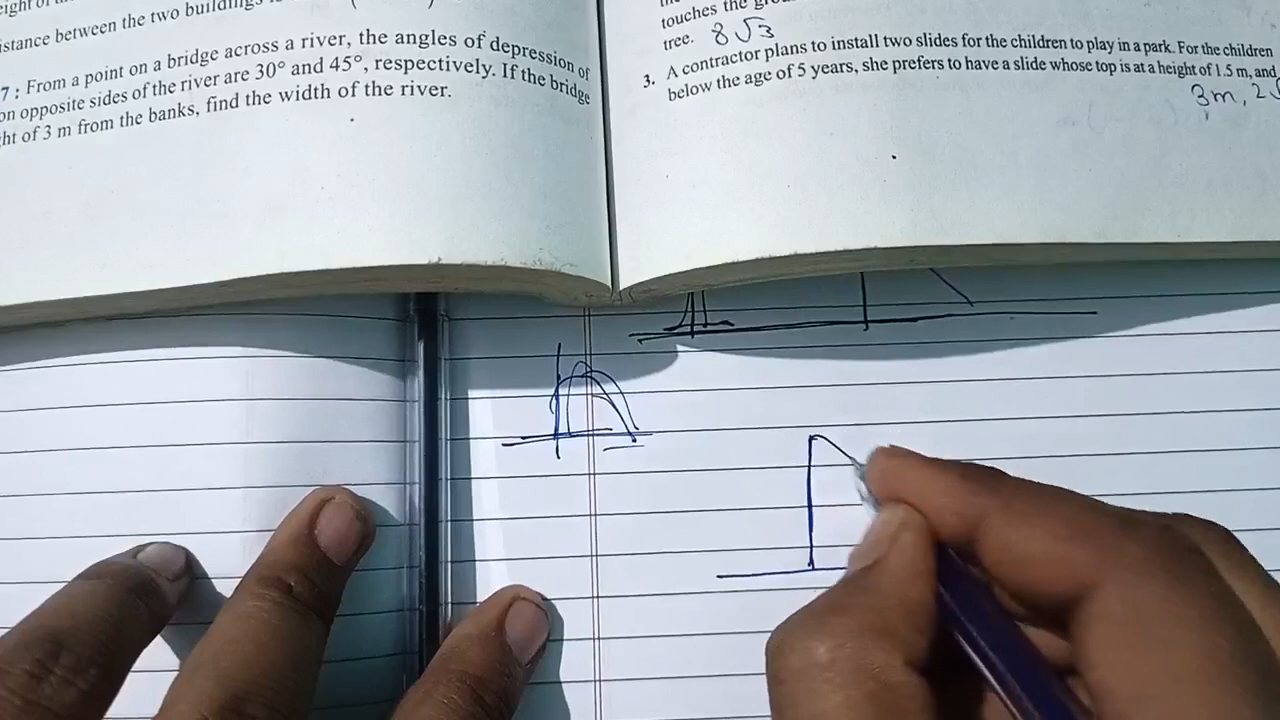 istance between the two buildings
7 : From a point on a bridge across a river, the angles of depression of
on opposite sides of the river are 30° and 45°, respectively. If the bridge
ht of 3 m from the banks, find the width of the river.
touches the
tree. 8√3
3. A contractor plans to install two slides for the children to play in a park. For the children
below the age of 5 years, she prefers to have a slide whose top is at a height of 1.5 m, and
3m, 2√